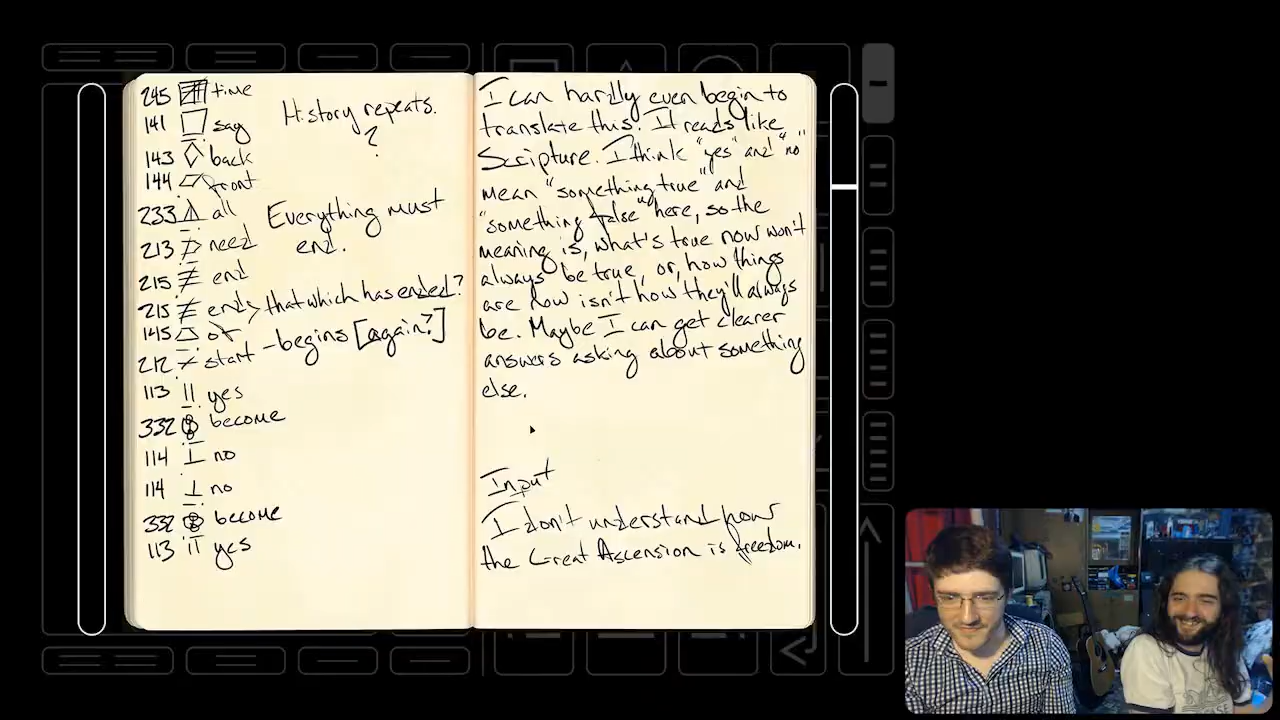 245 time
141 say
143 back
144 front
233 all
213 need
215 end
215 end > that which has ended?
145 of
212 start - begins [again?]
113 yes
332 become
114 no
114 no
332 become
113 yes
History repeats.
?
Everything must
end.
I can hardly even begin to
translate this. It reads like
Scripture. I think "yes" and "no"
mean "something true" and
"something false" here, so the
meaning is, what's true now won't
always be true, or, how things
are now isn't how they'll always
be. Maybe I can get clearer
answers asking about something
else.
Input
I don't understand how
the Great Ascension is freedom.